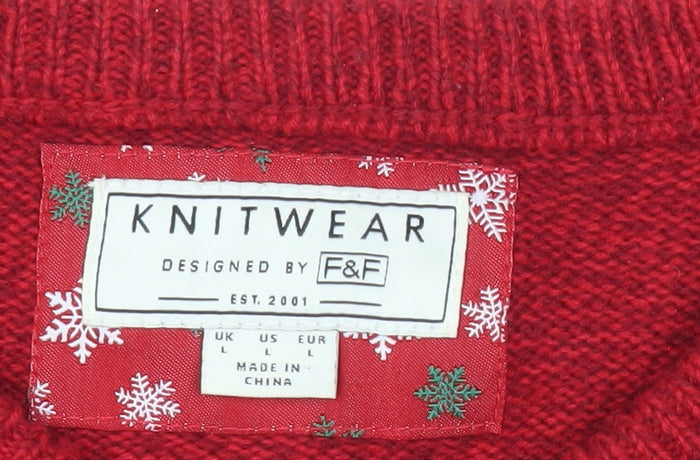 KNITWEAR
DESIGNED BY F&F
EST. 2001
UK US EUR
L L L
MADE IN
CHINA